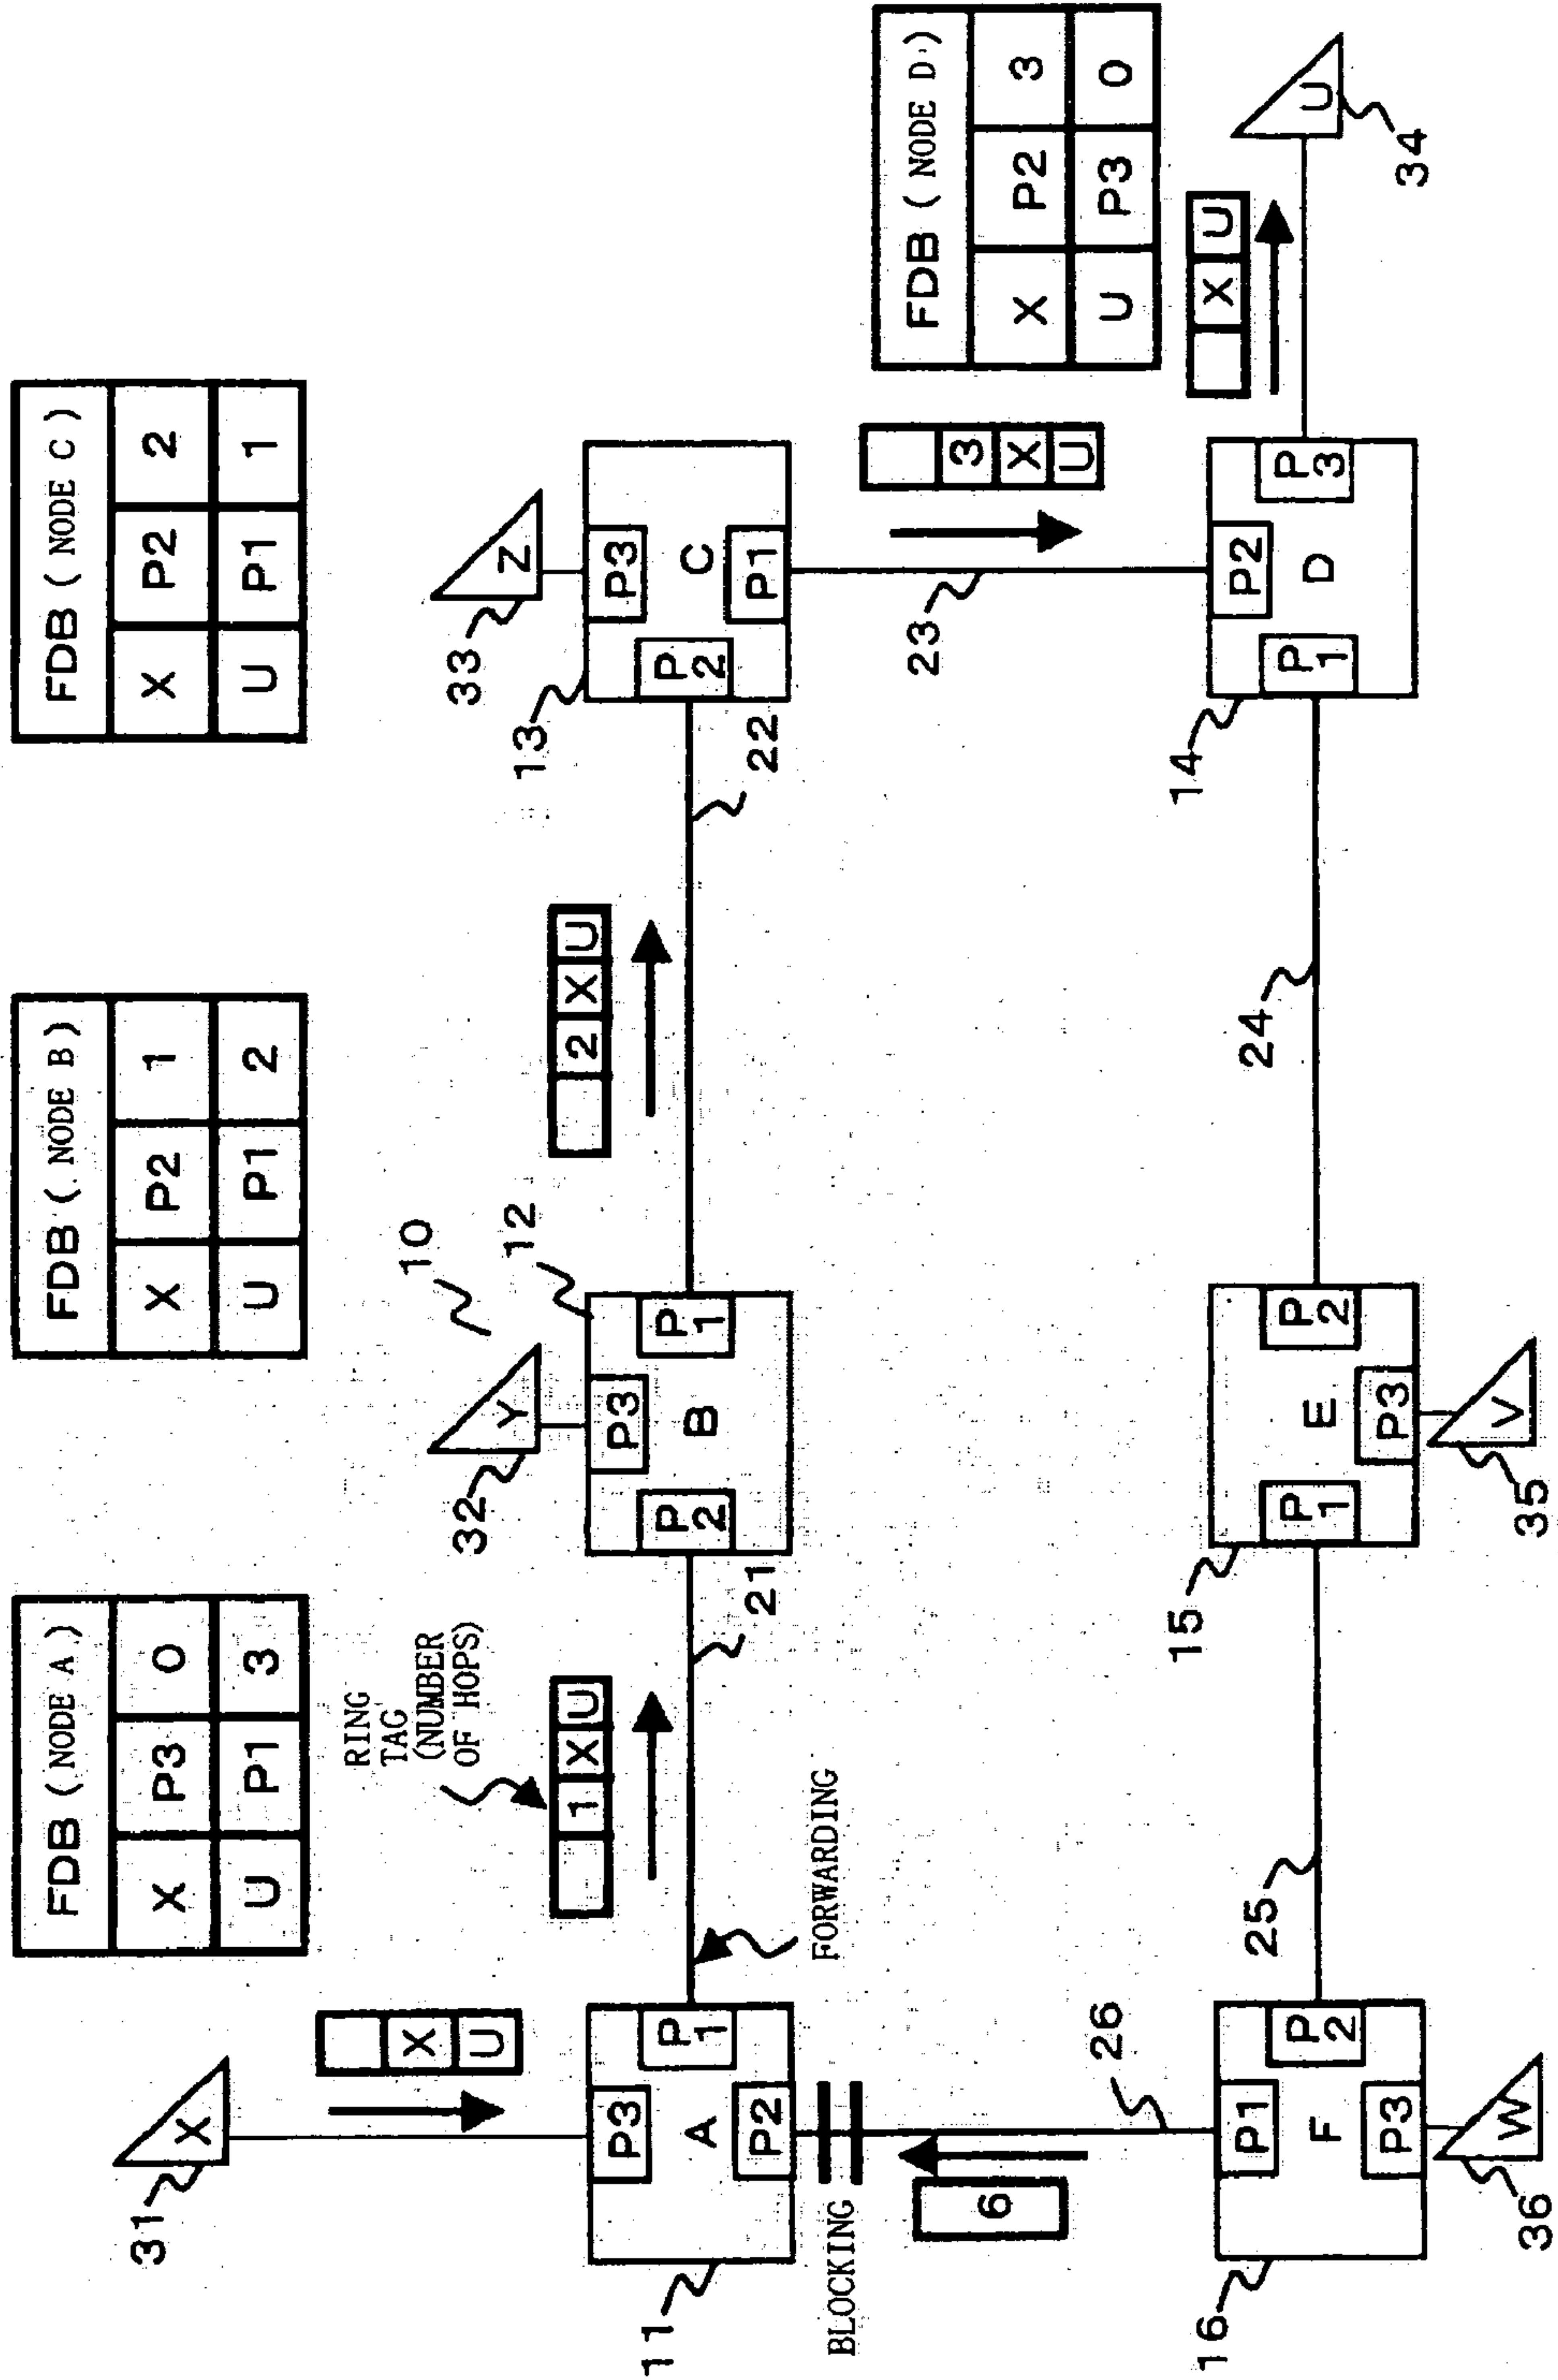 FDB ( NODE A )
X P3 0
U P1 3
FDB ( NODE B )
X P2 1
U P1 2
FDB ( NODE C )
X P2 2
U P1 1
FDB ( NODE D )
X P2 3
U P3 0
31
X
X
U
RING
TAG
(NUMBER
OF HOPS)
1 X U
32
Y
10
12
2 X U
33
Z
13
3
X
U
X U
U
34
11
P3
A
P1
P2
FORWARDING
21
P2
P3
B
P1
22
P2
P3
C
P1
23
BLOCKING
6
26
16
P1
F
P2
P3
W
36
25
15
P1
E
P2
P3
V
35
24
14
P1
P2
D
P3